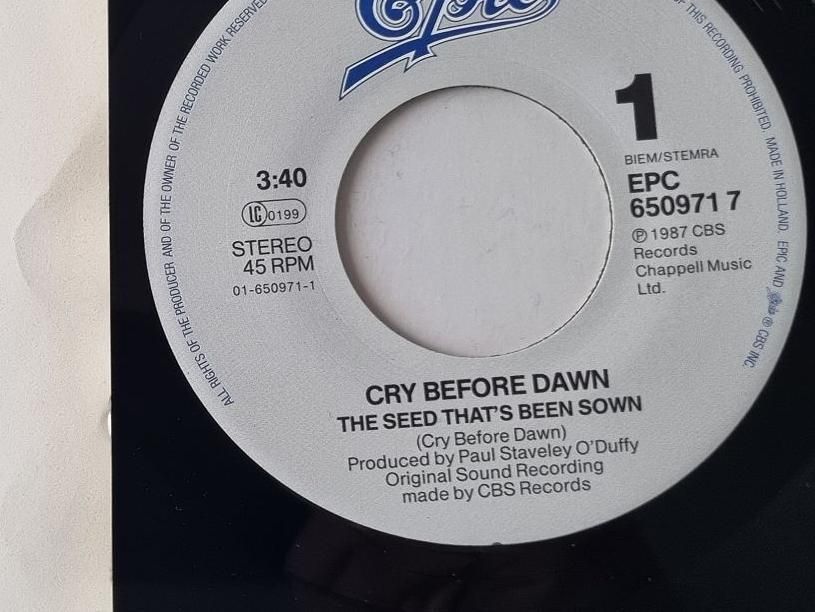 Epic
1
BIEM/STEMRA
EPC
650971 7
℗ 1987 CBS
Records
Chappell Music
Ltd.
3:40
LC 0199
STEREO
45 RPM
01-650971-1
CRY BEFORE DAWN
THE SEED THAT'S BEEN SOWN
(Cry Before Dawn)
Produced by Paul Staveley O'Duffy
Original Sound Recording
made by CBS Records
ALL RIGHTS OF THE PRODUCER AND OF THE OWNER OF THE RECORDED WORK RESERVED
OF THIS RECORDING PROHIBITED. MADE IN HOLLAND. EPIC AND Epic ® CBS INC.